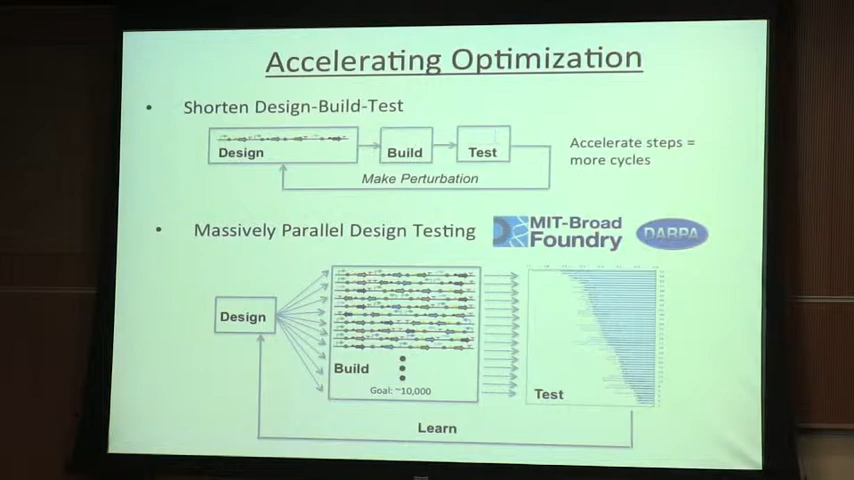 Accelerating Optimization
• Shorten Design-Build-Test
Design
Build
Test
Make Perturbation
Accelerate steps =
more cycles
• Massively Parallel Design Testing
MIT-Broad
Foundry
DARPA
Design
Build
Goal: ~10,000
Test
Learn